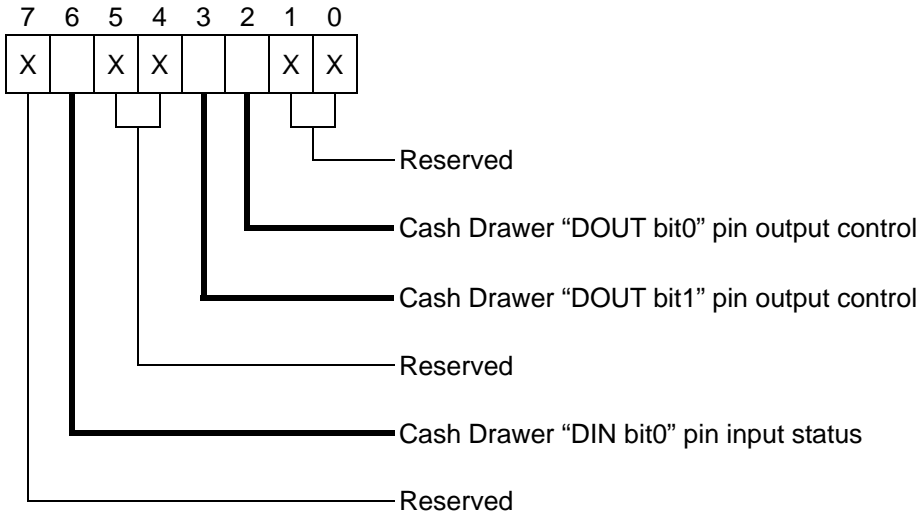 7 6 5 4 3 2 1 0
X X X X X
Reserved
Cash Drawer “DOUT bit0” pin output control
Cash Drawer “DOUT bit1” pin output control
Reserved
Cash Drawer “DIN bit0” pin input status
Reserved